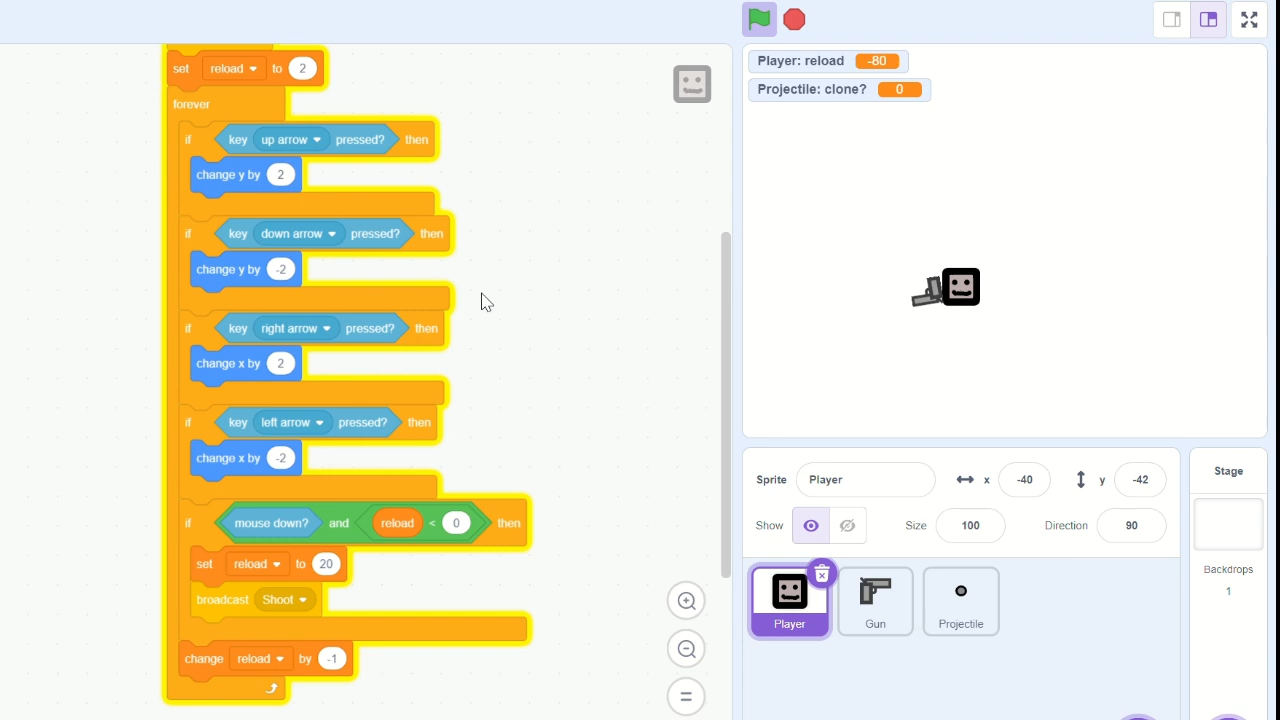 set reload to 2
forever
if key up arrow pressed? then
change y by 2
if key down arrow pressed? then
change y by -2
if key right arrow pressed? then
change x by 2
if key left arrow pressed? then
change x by -2
if mouse down? and reload < 0 then
set reload to 20
broadcast Shoot
change reload by -1
=
Player: reload -80
Projectile: clone? 0
Sprite Player x -40 y -42
Show Size 100 Direction 90
Player Gun Projectile
Stage
Backdrops
1